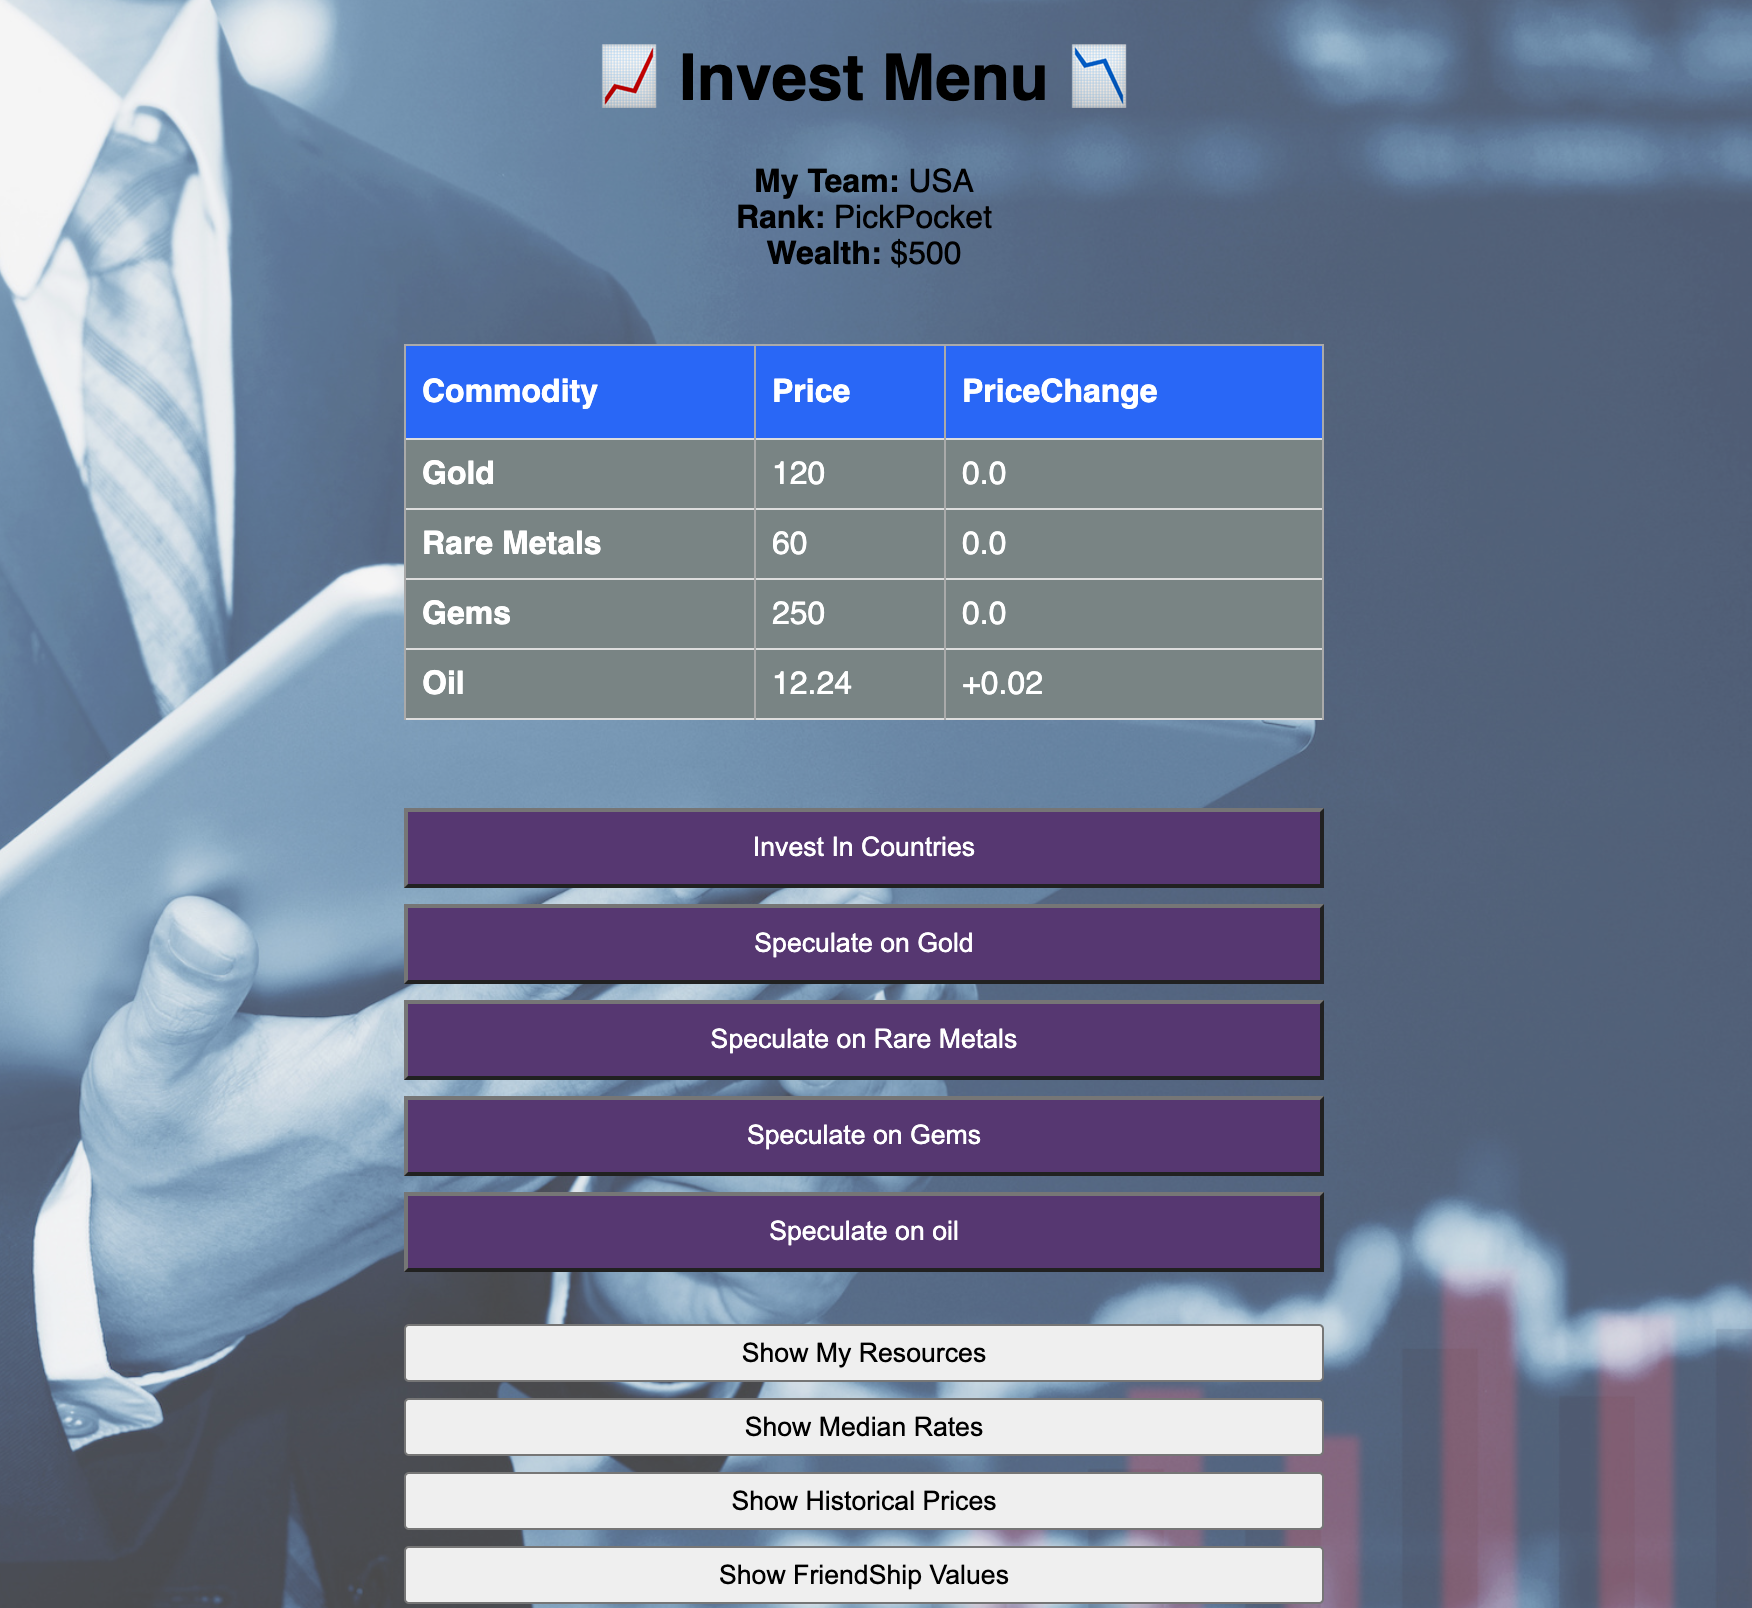 Invest Menu
My Team: USA
Rank: PickPocket
Wealth: $500
Commodity Price PriceChange
Gold 120 0.0
Rare Metals 60 0.0
Gems 250 0.0
Oil 12.24 +0.02
Invest In Countries
Speculate on Gold
Speculate on Rare Metals
Speculate on Gems
Speculate on oil
Show My Resources
Show Median Rates
Show Historical Prices
Show FriendShip Values